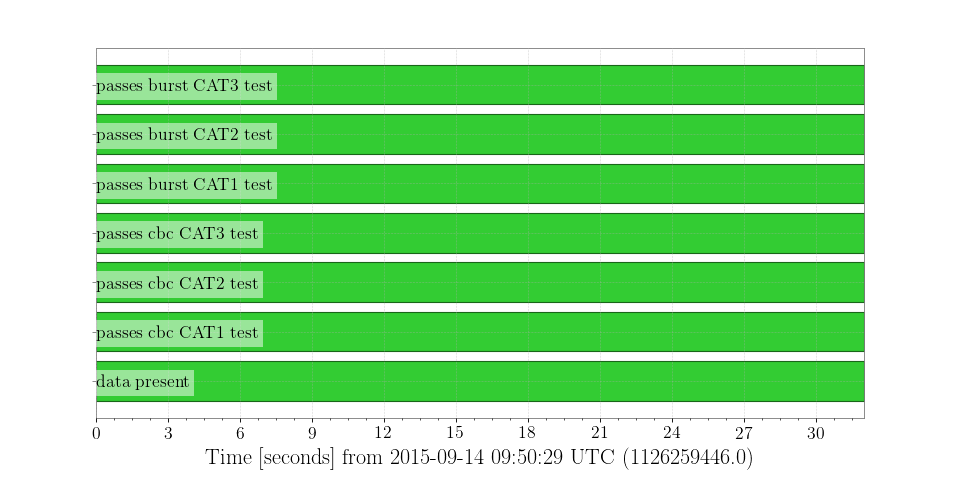 passes burst CAT3 test
passes burst CAT2 test
passes burst CAT1 test
passes cbc CAT3 test
passes cbc CAT2 test
passes cbc CAT1 test
data present
0 3 6 9 12 15 18 21 24 27 30
Time [seconds] from 2015-09-14 09:50:29 UTC (1126259446.0)